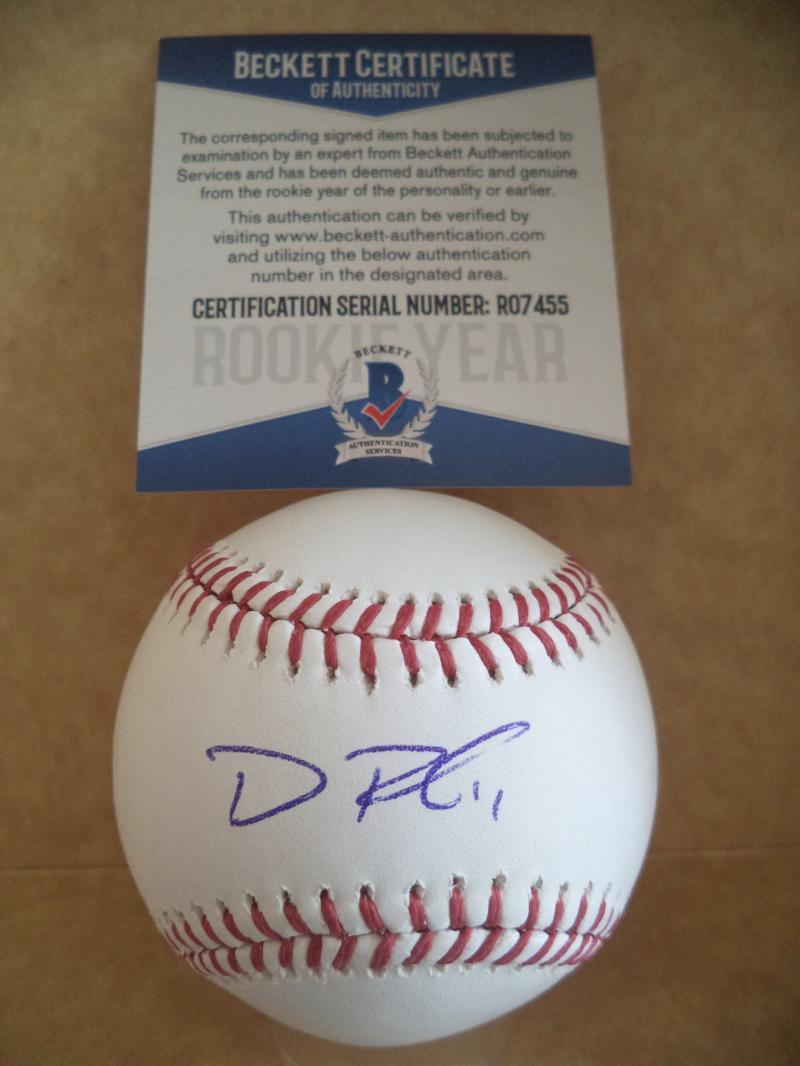 BECKETT CERTIFICATE
OF AUTHENTICITY
The corresponding signed item has been subjected to
examination by an expert from Beckett Authentication
Services and has been deemed authentic and genuine
from the rookie year of the personality or earlier.
This authentication can be verified by
visiting www.beckett-authentication.com
and utilizing the below authentication
number in the designated area.
CERTIFICATION SERIAL NUMBER: R07455
ROOKIE YEAR
BECKETT
B
AUTHENTICATION
SERVICES
D